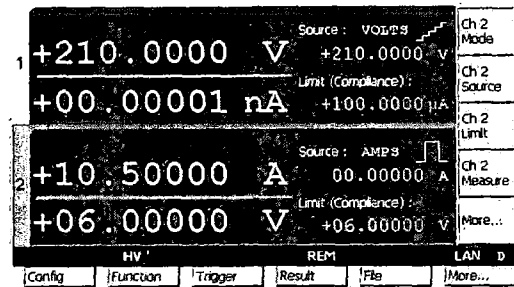 1
+210.0000 V
+00.00001 nA
Source: VOLTS
+210.0000 V
Limit (Compliance):
+100.0000 µA
2
+10.50000 A
+06.00000 V
Source: AMPS
00.00000 A
Limit (Compliance):
+06.00000 V
Ch 2
Mode
Ch 2
Source
Ch 2
Limit
Ch 2
Measure
More...
HV REM LAN D
Config Function Trigger Result File More...